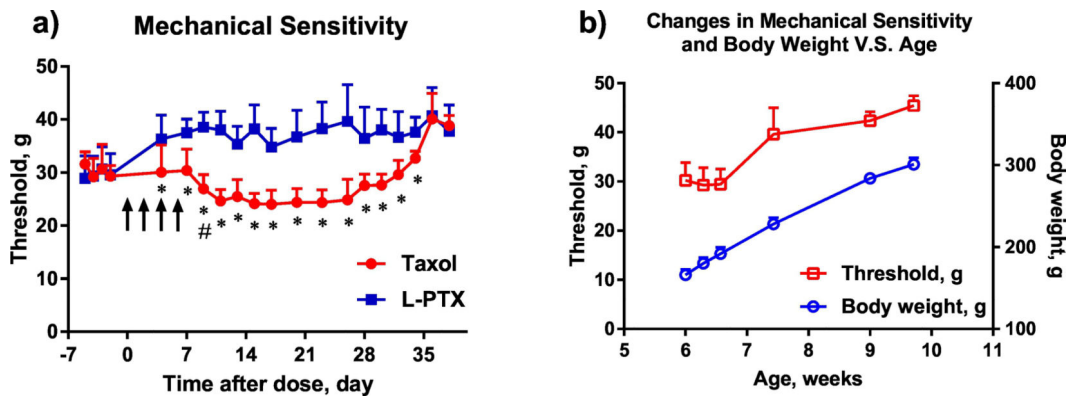 a)
Mechanical Sensitivity
Threshold, g
50
40
30
20
10
0
* * * * * * * * * * * * * *
#
Taxol
L-PTX
-7 0 7 14 21 28 35
Time after dose, day
b)
Changes in Mechanical Sensitivity
and Body Weight V.S. Age
Threshold, g
50
40
30
20
10
0
Threshold, g
Body weight, g
400
300
200
100
Body weight, g
5 6 7 8 9 10 11
Age, weeks